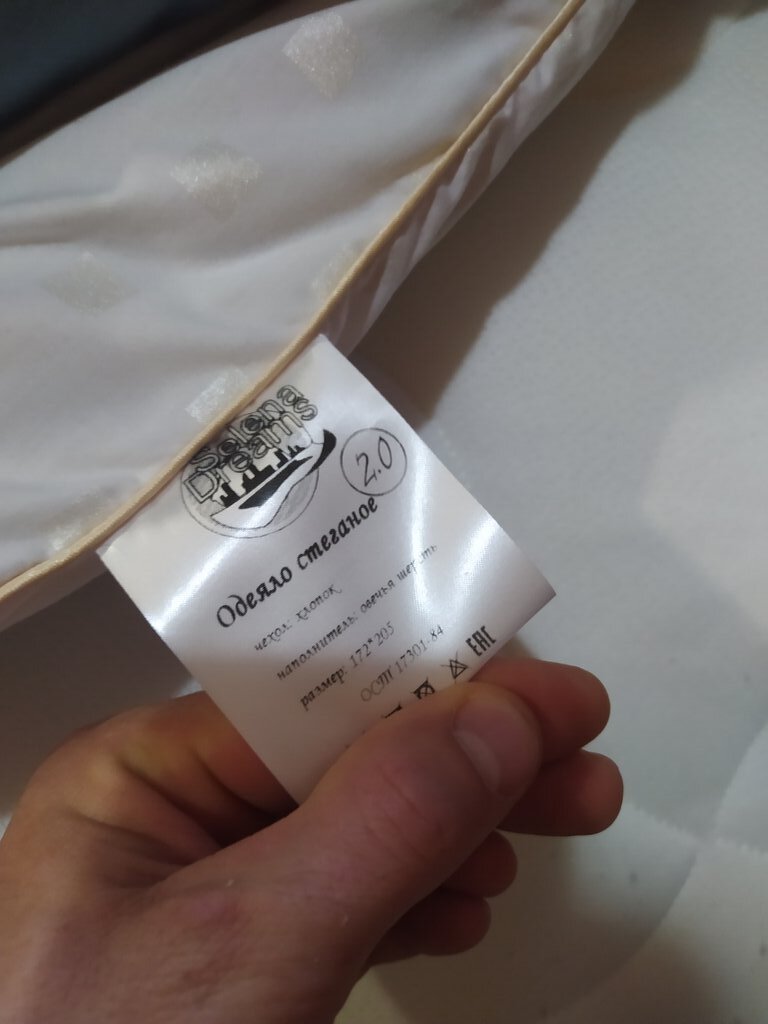 Selena
Dreams
2.0
Одеяло стеганое
чехол: хлопок
наполнитель: овечья шерсть
размер: 172*205
ОСТ 17301-84
EAC